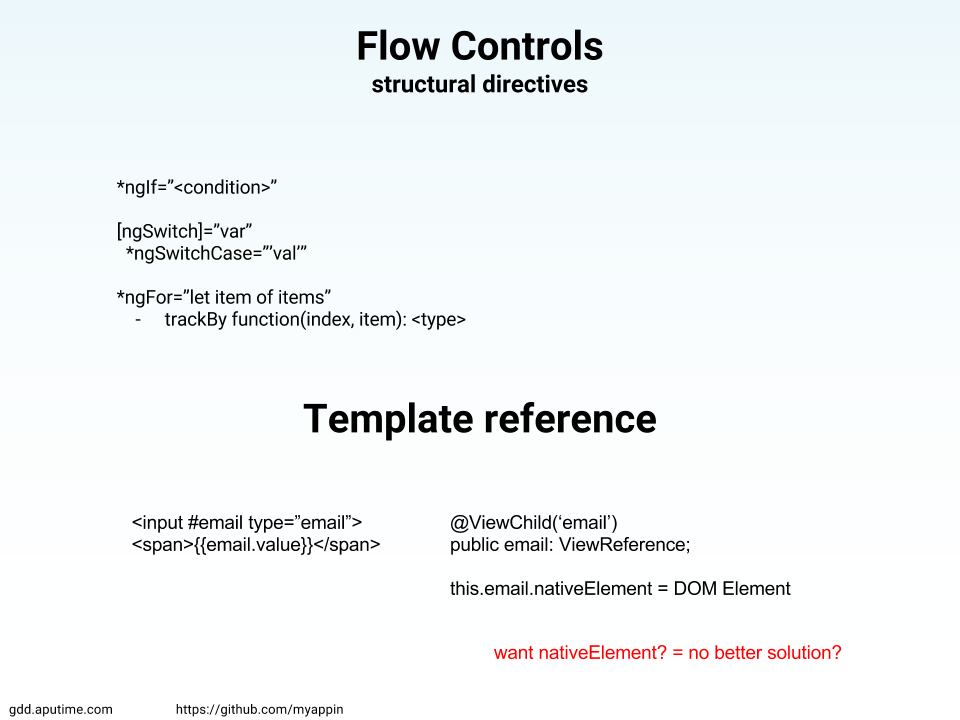 Flow Controls
structural directives
*ngIf=”<condition>”
[ngSwitch]=”var”
*ngSwitchCase=”’val’”
*ngFor=”let item of items”
- trackBy function(index, item): <type>
Template reference
<input #email type=”email”>
<span>{{email.value}}</span>
@ViewChild(‘email’)
public email: ViewReference;
this.email.nativeElement = DOM Element
want nativeElement? = no better solution?
gdd.aputime.com https://github.com/myappin